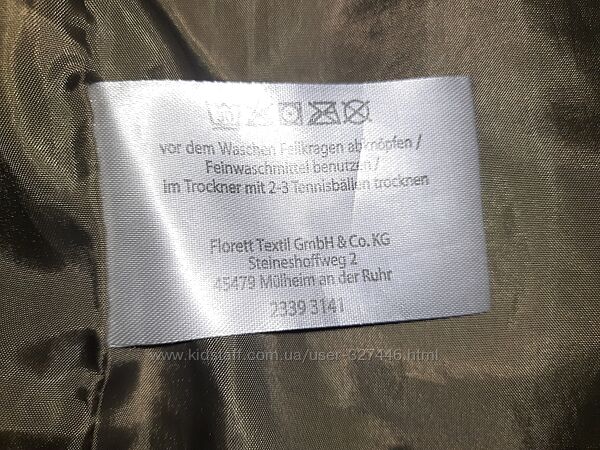 vor dem Waschen Fellkragen abknöpfen /
Feinwaschmittel benutzen /
Im Trockner mit 2-3 Tennisbällen trocknen
Florett Textil GmbH & Co. KG
Steineshoffweg 2
45479 Mülheim an der Ruhr
2339 3141
www.kidstaff.com.ua/user-327446.html